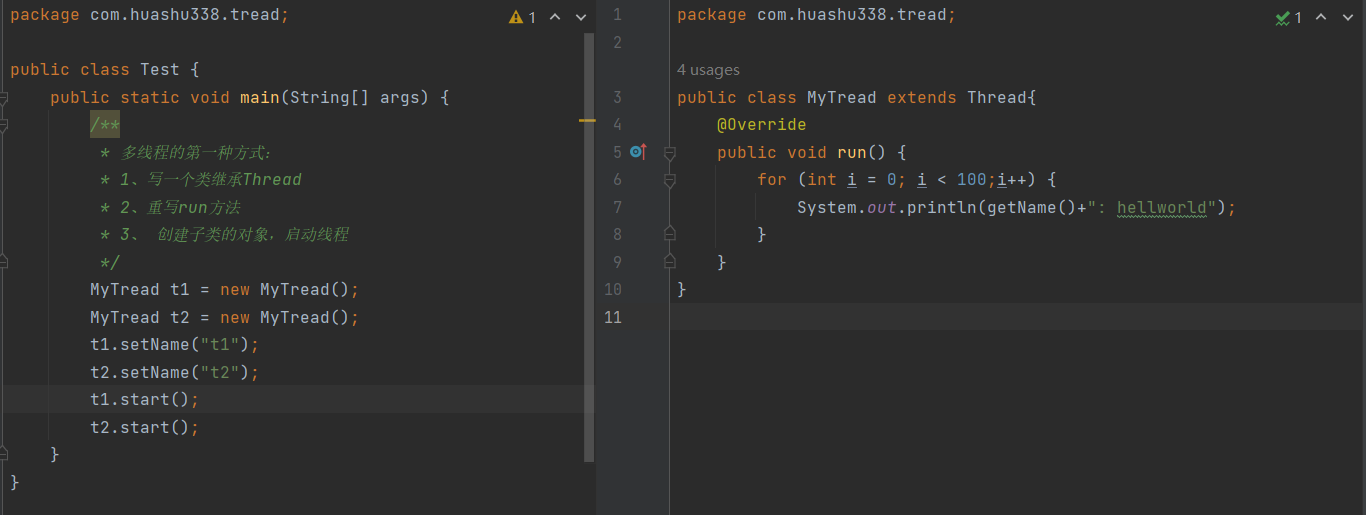 package com.huashu338.tread;
1
public class Test {
public static void main(String[] args) {
/**
* 多线程的第一种方式：
* 1、写一个类继承Thread
* 2、重写run方法
* 3、 创建子类的对象，启动线程
*/
MyTread t1 = new MyTread();
MyTread t2 = new MyTread();
t1.setName("t1");
t2.setName("t2");
t1.start();
t2.start();
}
}
1 package com.huashu338.tread;
1
2
4 usages
3 public class MyTread extends Thread{
4 @Override
5 public void run() {
6 for (int i = 0; i < 100;i++) {
7 System.out.println(getName()+": hellworld");
8 }
9 }
10 }
11